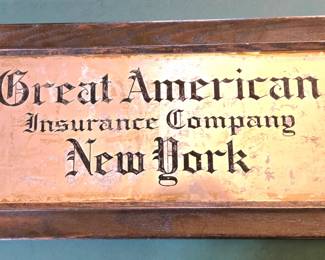 Great American
Insurance Company
New York